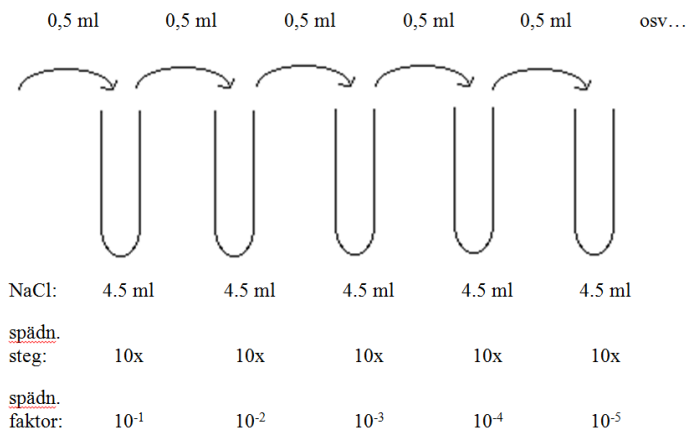 0,5 ml 0,5 ml 0,5 ml 0,5 ml 0,5 ml osv…
NaCl: 4.5 ml 4.5 ml 4.5 ml 4.5 ml 4.5 ml
spädn.
steg: 10x 10x 10x 10x 10x
spädn.
faktor: 10⁻¹ 10⁻² 10⁻³ 10⁻⁴ 10⁻⁵